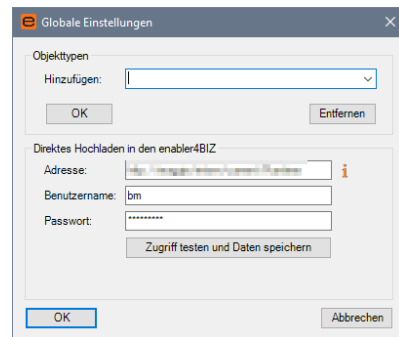 Globale Einstellungen
Objekttypen
Hinzufügen:
OK
Entfernen
Direktes Hochladen in den enabler4BIZ
Adresse:
i
Benutzername: bm
Passwort: *********
Zugriff testen und Daten speichern
OK
Abbrechen